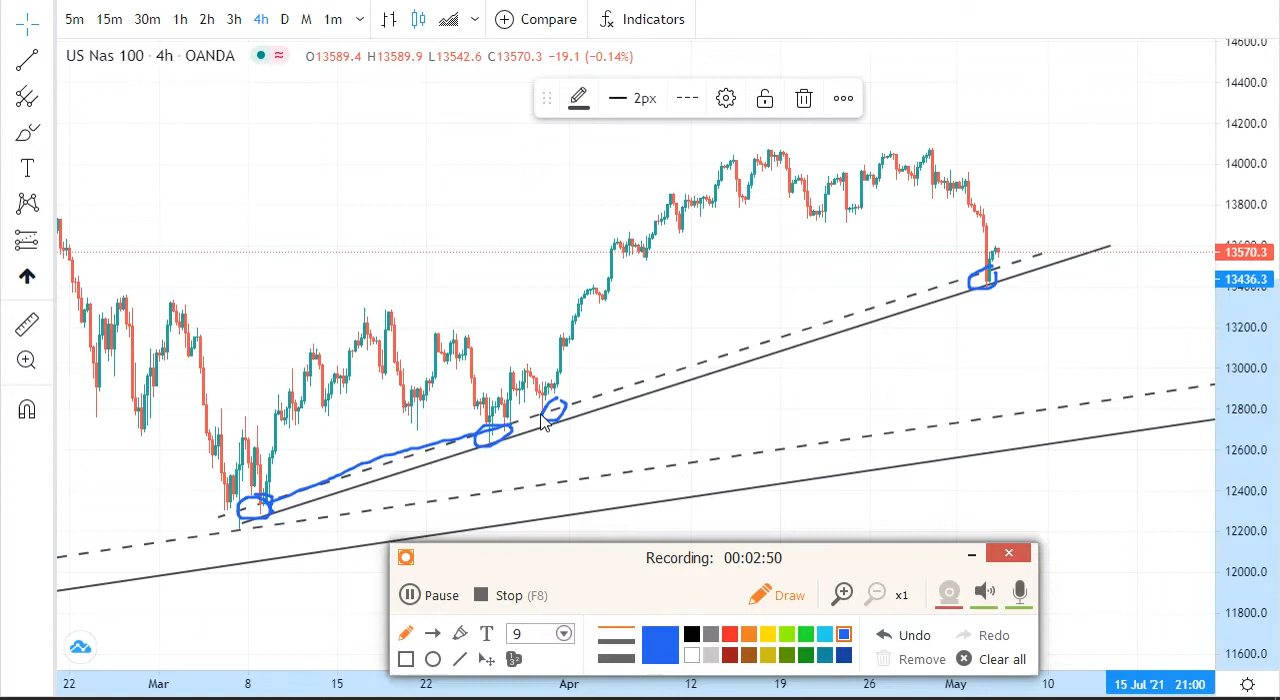 5m 15m 30m 1h 2h 3h 4h D M 1m Compare Indicators
US Nas 100 · 4h · OANDA O13589.4 H13589.9 L13542.6 C13570.3 −19.1 (−0.14%)
2px
14600.0
14400.0
14200.0
14000.0
13800.0
13570.3
13436.3
13200.0
13000.0
12800.0
12600.0
12400.0
12200.0
12000.0
11800.0
11600.0
Recording: 00:02:50
Pause Stop (F8) Draw x1
T 9 Undo Redo
Remove Clear all
22 Mar 8 15 22 Apr 12 19 26 May 10 15 Jul '21 21:00